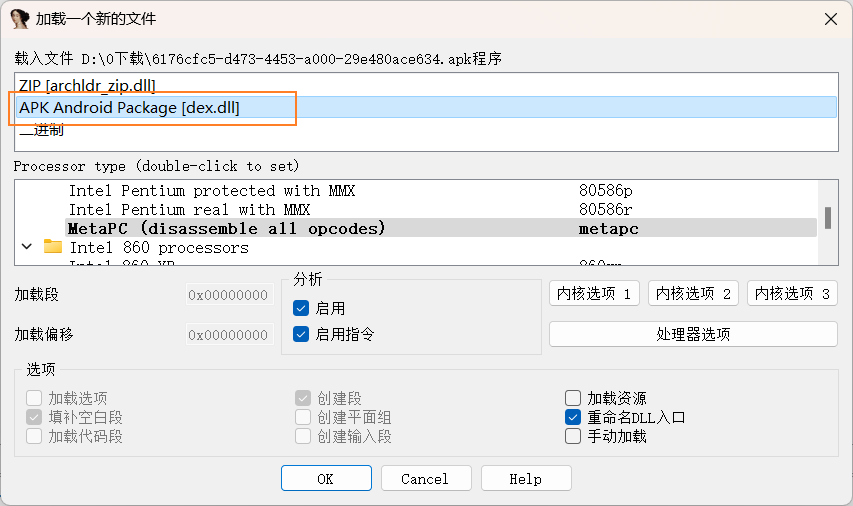 加载一个新的文件
载入文件 D:\0下载\6176cfc5-d473-4453-a000-29e480ace634.apk程序
ZIP [archldr_zip.dll]
APK Android Package [dex.dll]
二进制
Processor type (double-click to set)
Intel Pentium protected with MMX 80586p
Intel Pentium real with MMX 80586r
MetaPC (disassemble all opcodes) metapc
Intel 860 processors
Intel 860 XR 860xr
加载段 0x00000000
加载偏移 0x00000000
分析
启用
启用指令
内核选项 1 内核选项 2 内核选项 3
处理器选项
选项
加载选项 创建段 加载资源
填补空白段 创建平面组 重命名DLL入口
加载代码段 创建输入段 手动加载
OK Cancel Help